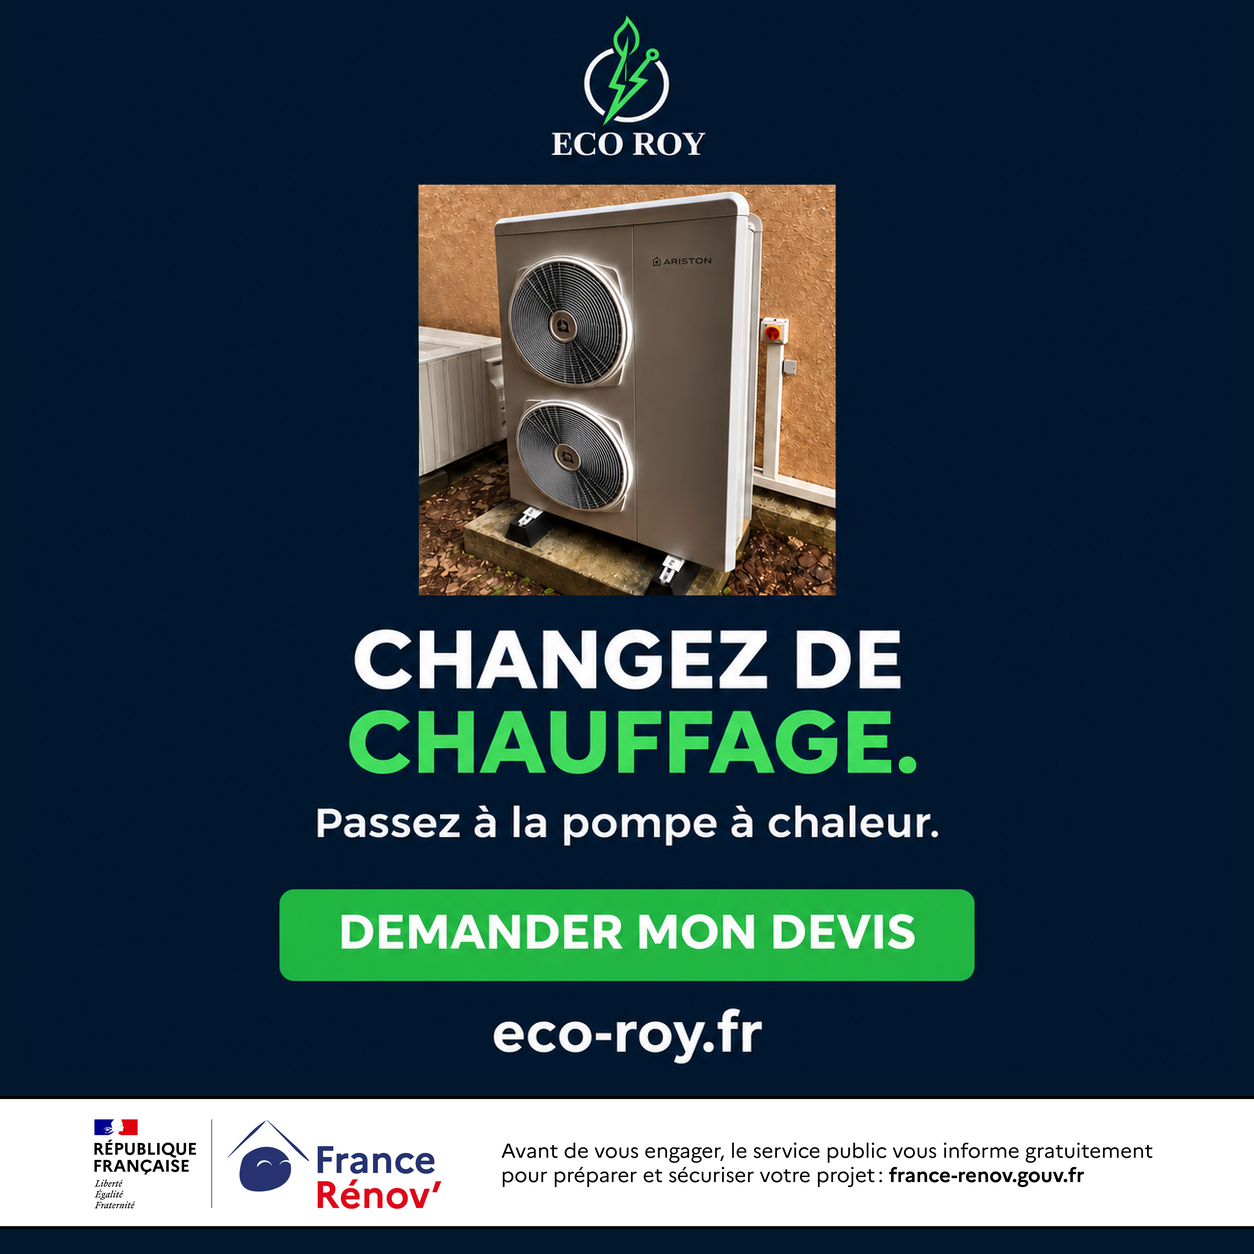 ECO ROY
ARISTON
CHANGEZ DE
CHAUFFAGE.
Passez à la pompe à chaleur.
DEMANDER MON DEVIS
eco-roy.fr
RÉPUBLIQUE
FRANÇAISE
Liberté
Égalité
Fraternité
France
Rénov'
Avant de vous engager, le service public vous informe gratuitement
pour préparer et sécuriser votre projet : france-renov.gouv.fr